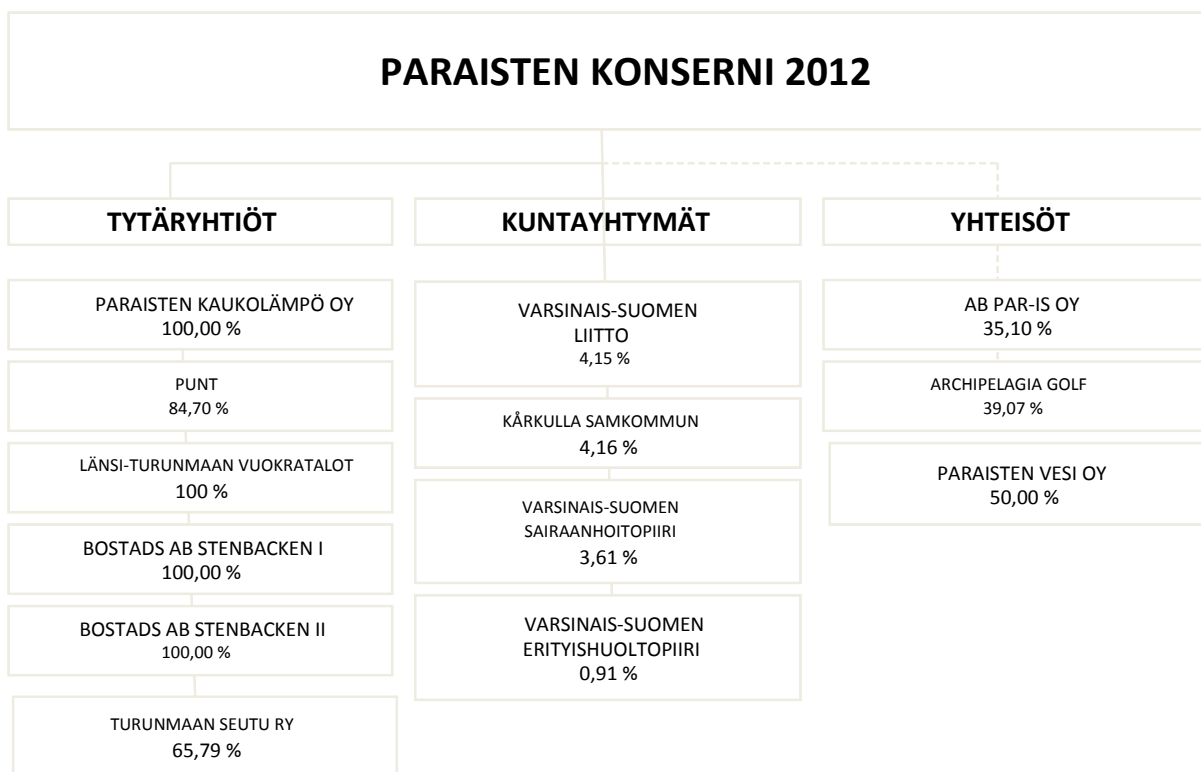 PARAISTEN KONSERNI 2012
TYTÄRYHTIÖT
PARAISTEN KAUKOLÄMPÖ OY
100,00 %
PUNT
84,70 %
LÄNSI-TURUNMAAN VUOKRATALOT
100 %
BOSTADS AB STENBACKEN I
100,00 %
BOSTADS AB STENBACKEN II
100,00 %
TURUNMAAN SEUTU RY
65,79 %
KUNTAYHTYMÄT
VARSINAIS-SUOMEN
LIITTO
4,15 %
KÅRKULLA SAMKOMMUN
4,16 %
VARSINAIS-SUOMEN
SAIRAANHOITOPIIRI
3,61 %
VARSINAIS-SUOMEN
ERITYISHUOLTOPIIRI
0,91 %
YHTEISÖT
AB PAR-IS OY
35,10 %
ARCHIPELAGIA GOLF
39,07 %
PARAISTEN VESI OY
50,00 %